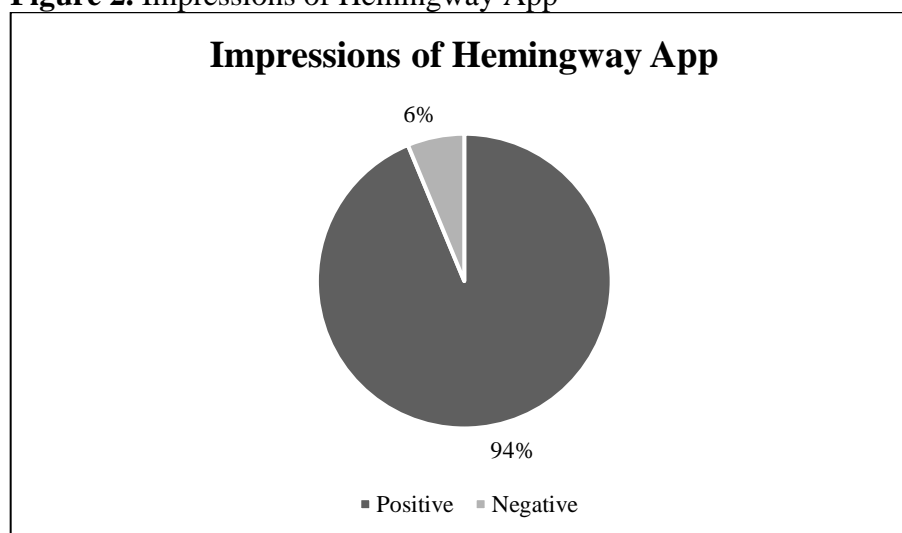 Figure 2. Impressions of Hemingway App
Impressions of Hemingway App
6%
94%
Positive Negative